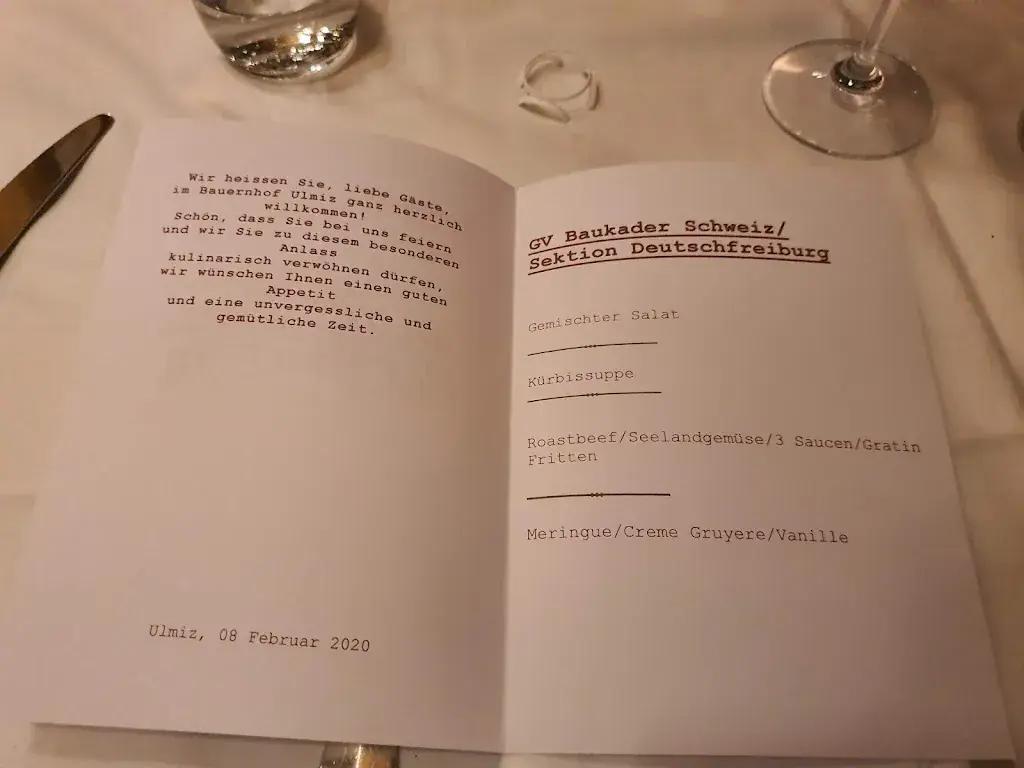 Wir heissen Sie, liebe Gäste,
im Bauernhof Ulmiz ganz herzlich
willkommen!
Schön, dass Sie bei uns feiern
und wir Sie zu diesem besonderen
Anlass
kulinarisch verwöhnen dürfen,
wir wünschen Ihnen einen guten
Appetit
und eine unvergessliche und
gemütliche Zeit.
Ulmiz, 08 Februar 2020
GV Baukader Schweiz/
Sektion Deutschfreiburg
Gemischter Salat
Kürbissuppe
Roastbeef/Seelandgemüse/3 Saucen/Gratin
Fritten
Meringue/Creme Gruyere/Vanille